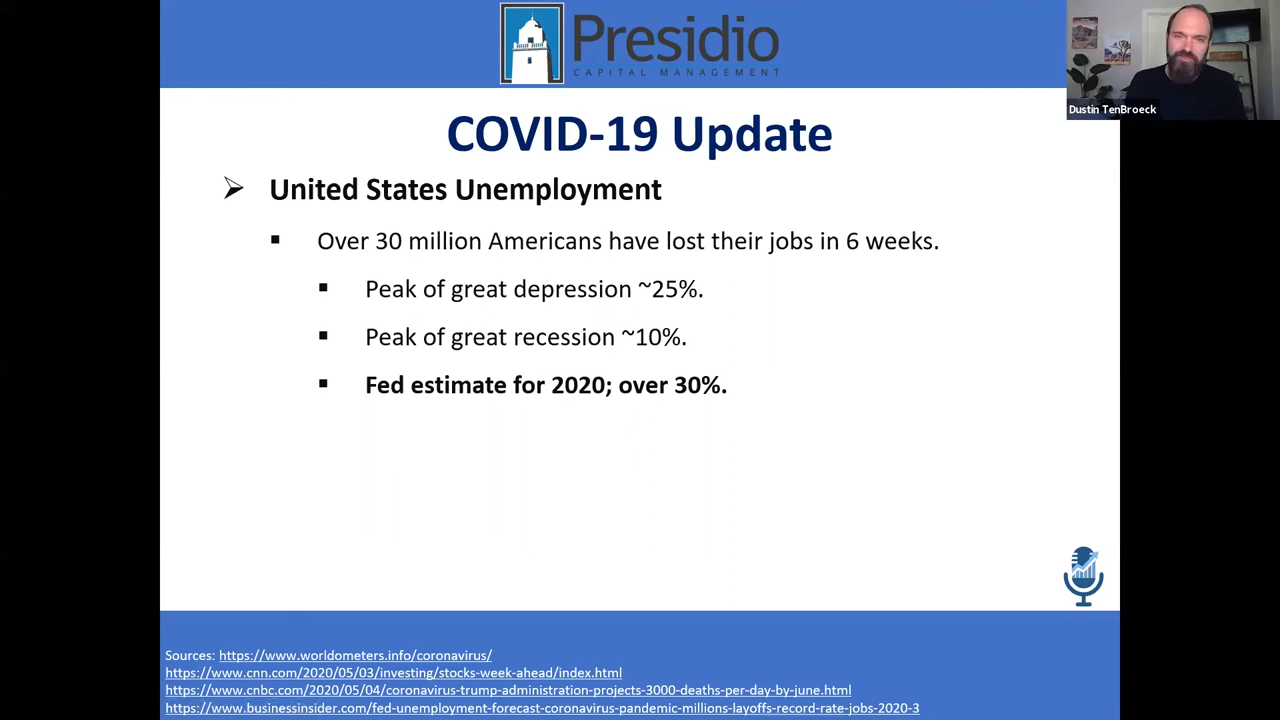 Presidio
CAPITAL MANAGEMENT
Dustin TenBroeck
COVID-19 Update
United States Unemployment
Over 30 million Americans have lost their jobs in 6 weeks.
Peak of great depression ~25%.
Peak of great recession ~10%.
Fed estimate for 2020; over 30%.
Sources: https://www.worldometers.info/coronavirus/
https://www.cnn.com/2020/05/03/investing/stocks-week-ahead/index.html
https://www.cnbc.com/2020/05/04/coronavirus-trump-administration-projects-3000-deaths-per-day-by-june.html
https://www.businessinsider.com/fed-unemployment-forecast-coronavirus-pandemic-millions-layoffs-record-rate-jobs-2020-3